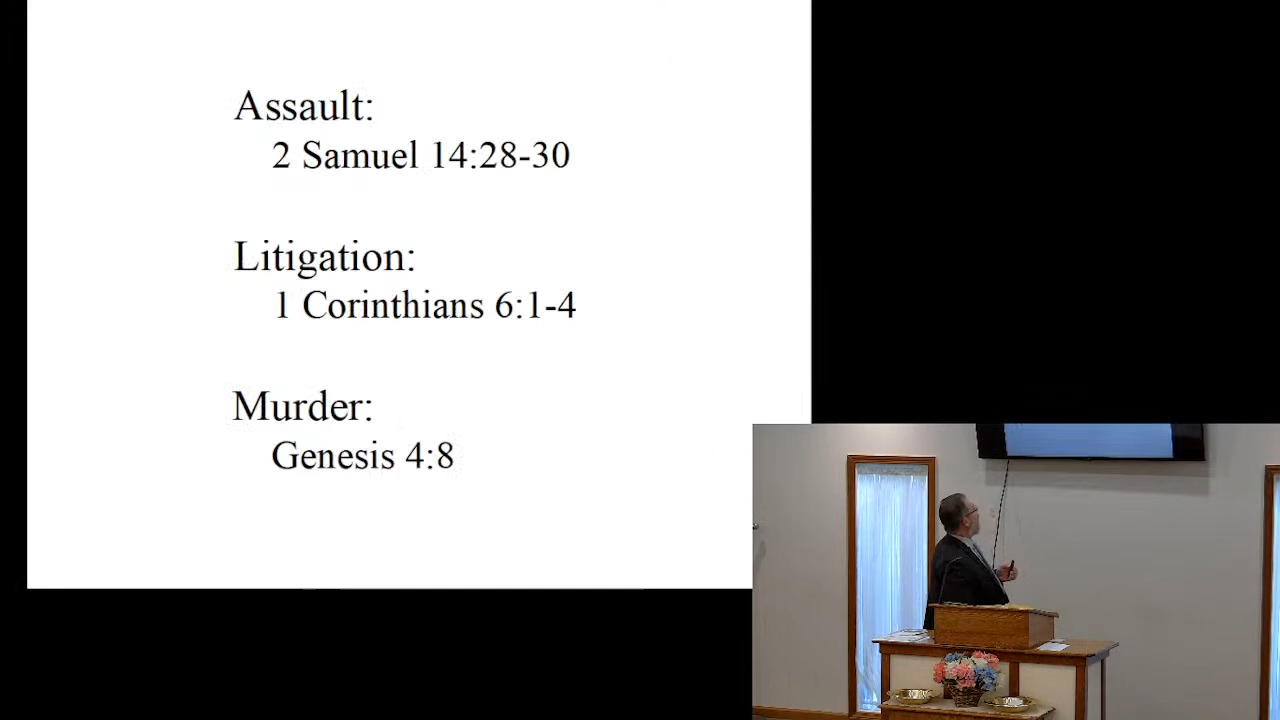 Assault:
2 Samuel 14:28-30
Litigation:
1 Corinthians 6:1-4
Murder:
Genesis 4:8